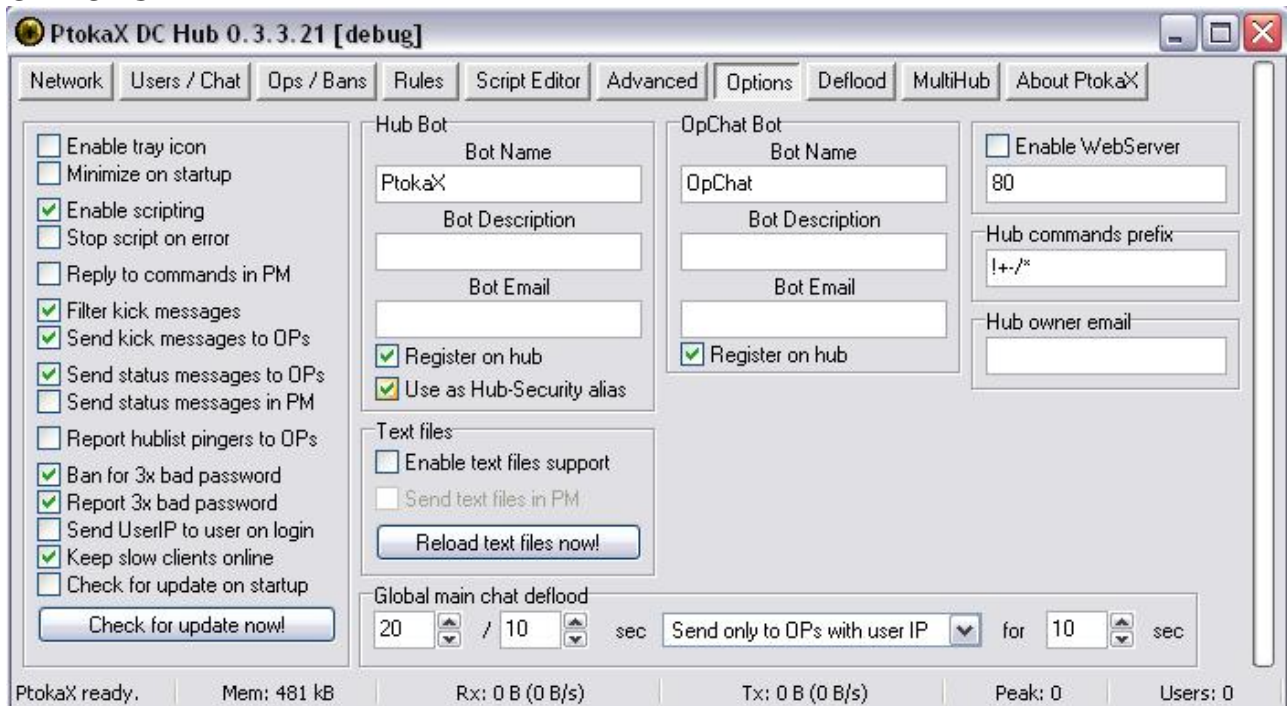 PtokaX DC Hub 0.3.3.21 [debug]
Network Users / Chat Ops / Bans Rules Script Editor Advanced Options Deflood MultiHub About PtokaX
Enable tray icon
Minimize on startup
Enable scripting
Stop script on error
Reply to commands in PM
Filter kick messages
Send kick messages to OPs
Send status messages to OPs
Send status messages in PM
Report hublist pingers to OPs
Ban for 3x bad password
Report 3x bad password
Send UserIP to user on login
Keep slow clients online
Check for update on startup
Check for update now!
Hub Bot
Bot Name
PtokaX
Bot Description
Bot Email
Register on hub
Use as Hub-Security alias
Text files
Enable text files support
Send text files in PM
Reload text files now!
OpChat Bot
Bot Name
OpChat
Bot Description
Bot Email
Register on hub
Enable WebServer
80
Hub commands prefix
!+-/*
Hub owner email
Global main chat deflood
20 / 10 sec Send only to OPs with user IP for 10 sec
PtokaX ready. Mem: 481 kB Rx: 0 B (0 B/s) Tx: 0 B (0 B/s) Peak: 0 Users: 0